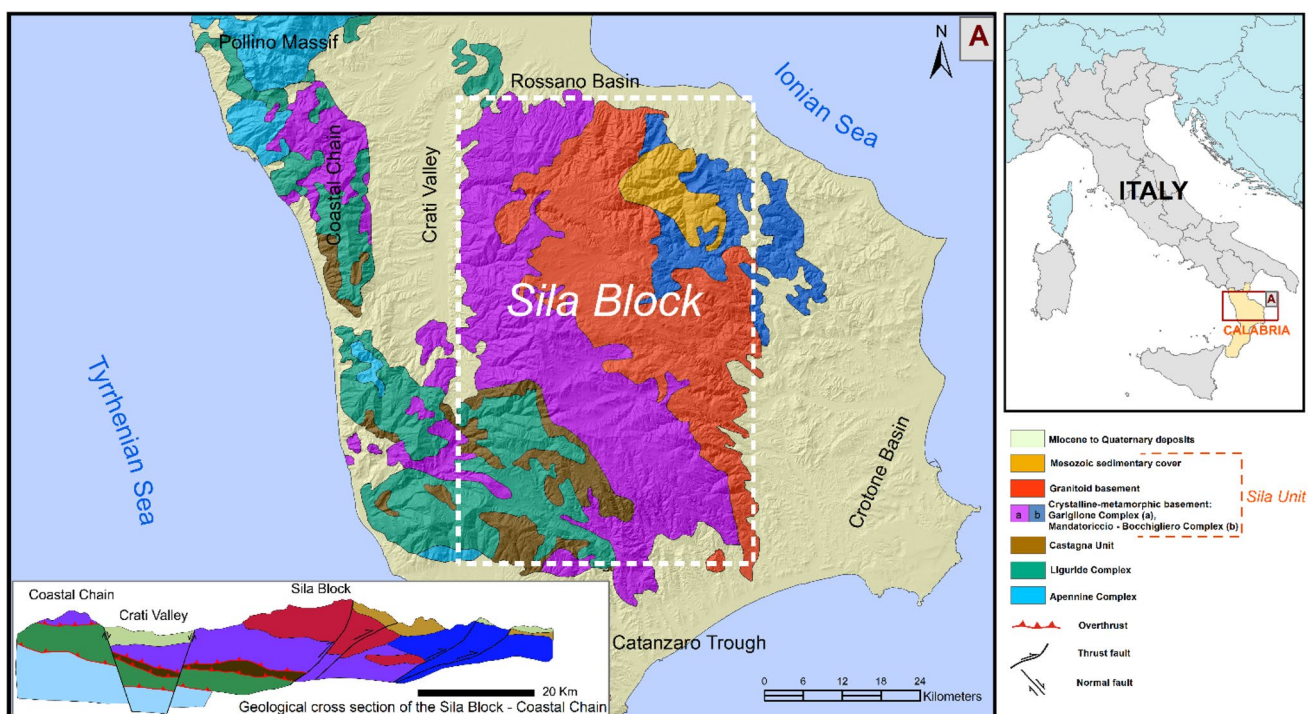 A
Pollino Massif
N
Rossano Basin
Ionian Sea
Coastal Chain
Crati Valley
Sila Block
Tyrrhenian Sea
Crotone Basin
Catanzaro Trough
0 6 12 18 24
Kilometers
Coastal Chain
Crati Valley
Sila Block
20 Km
Geological cross section of the Sila Block - Coastal Chain
ITALY
A
CALABRIA
Miocene to Quaternary deposits
Mesozoic sedimentary cover
Granitoid basement
Sila Unit
a b
Crystalline-metamorphic basement:
Gariglione Complex (a),
Mandatoriccio - Bocchigliero Complex (b)
Castagna Unit
Liguride Complex
Apennine Complex
Overthrust
Thrust fault
Normal fault